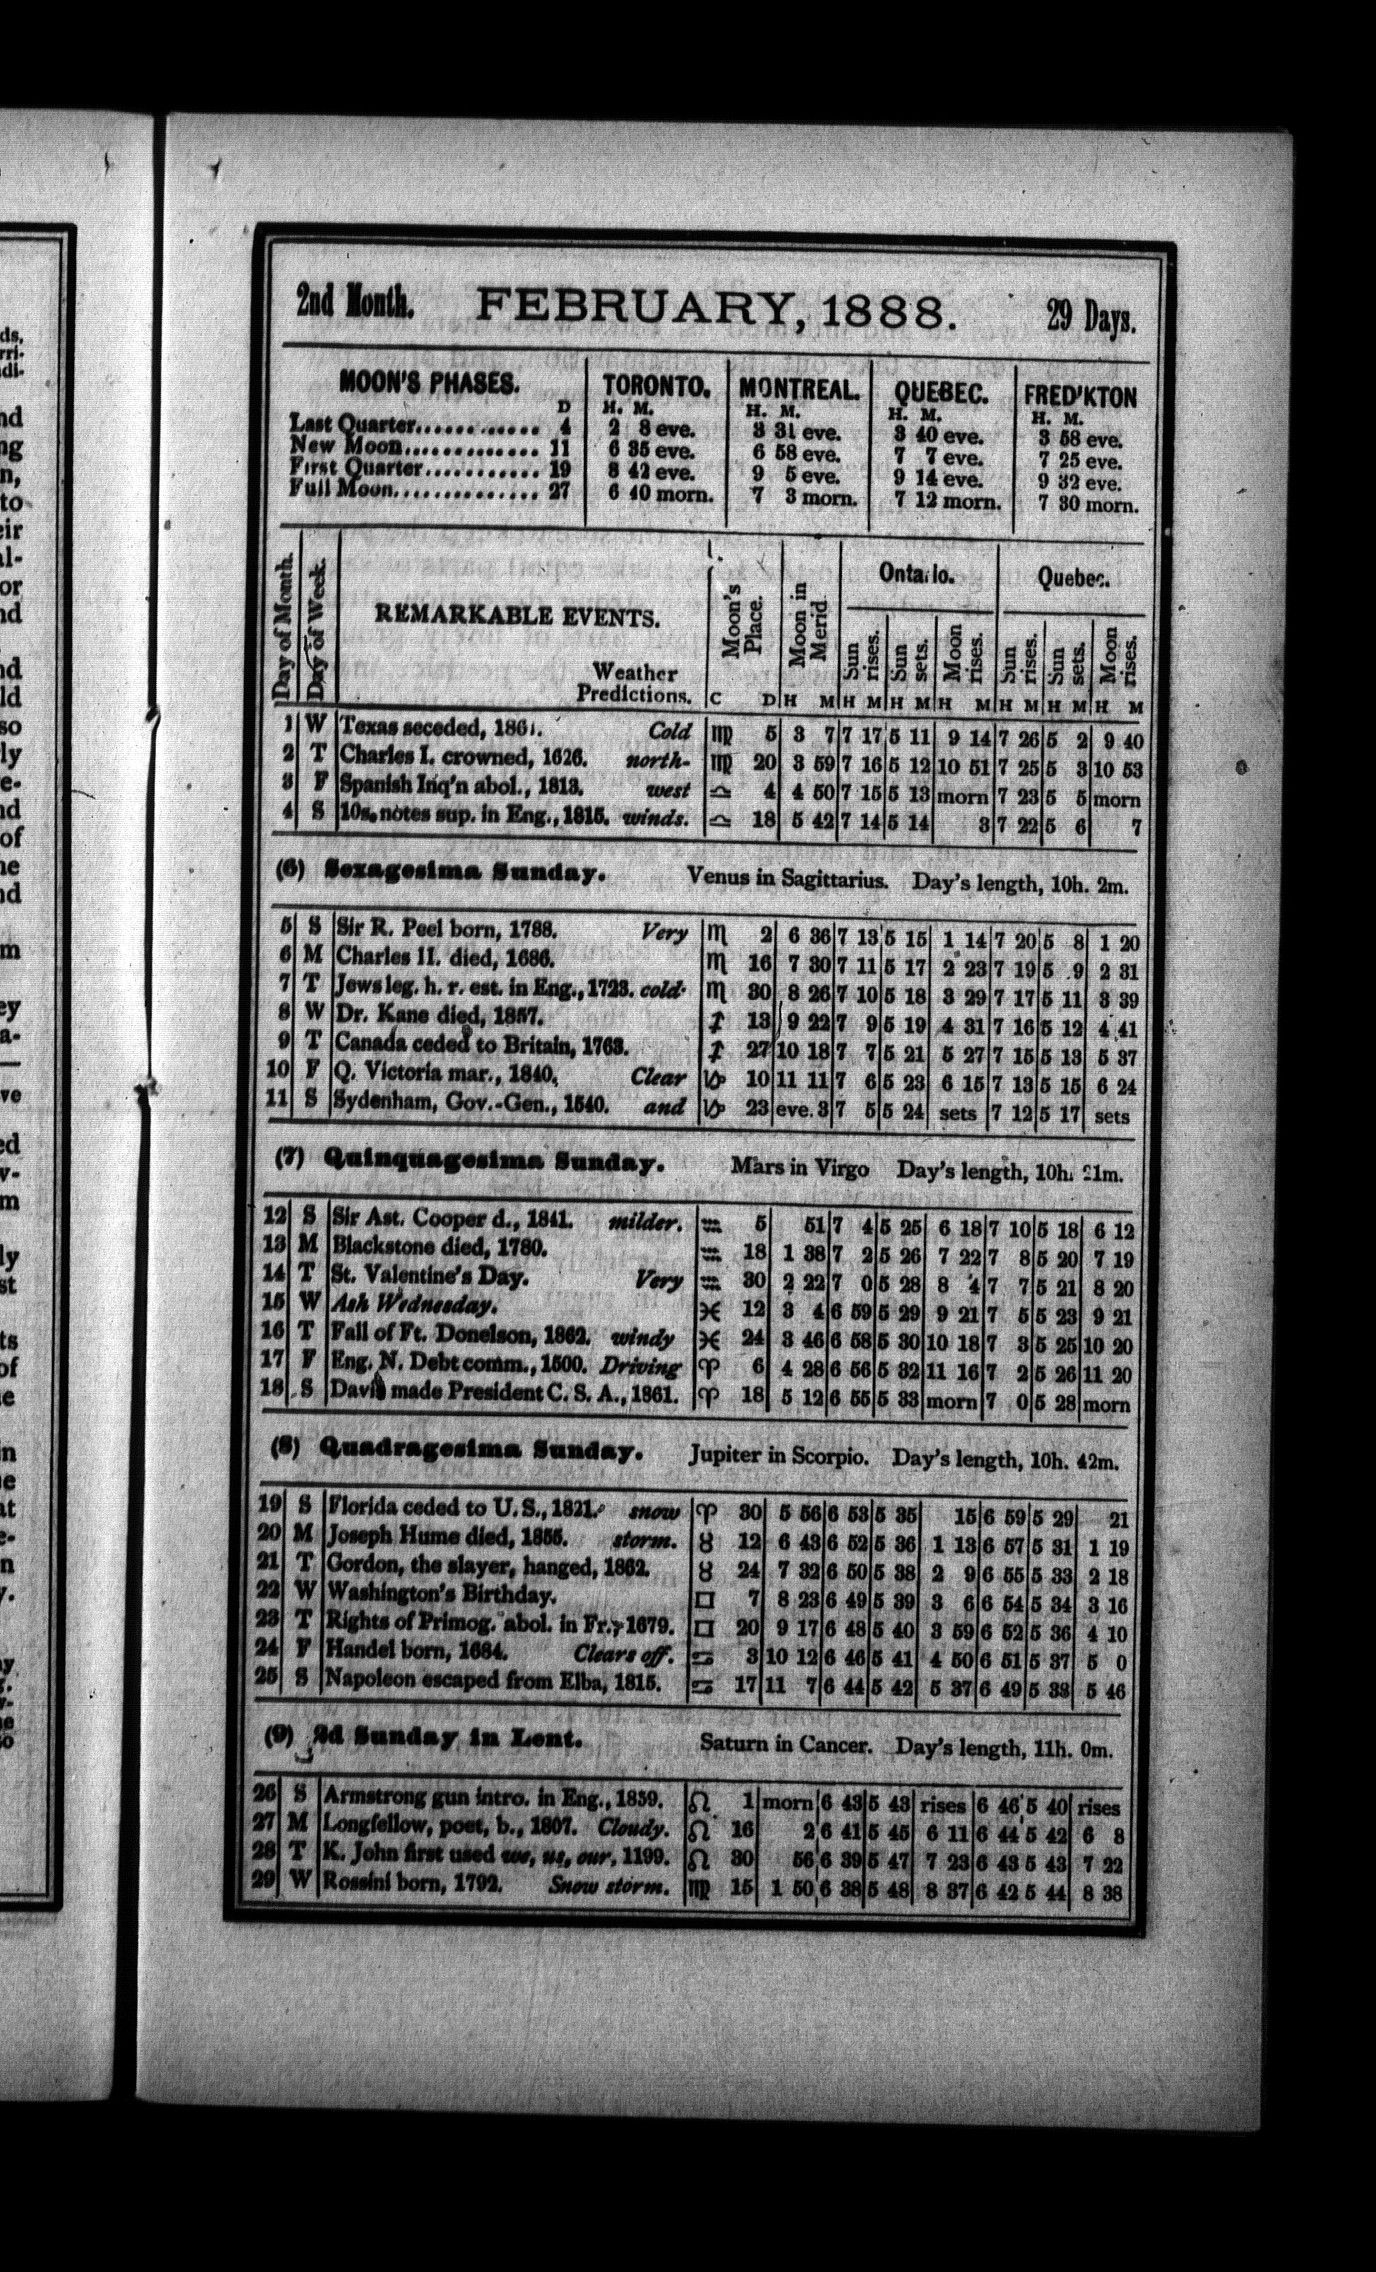 2nd Month. FEBRUARY, 1888. 29 Days.
MOON'S PHASES. TORONTO. MONTREAL. QUEBEC. FRED'KTON
D H. M. H. M. H. M. H. M.
Last Quarter............ 4 2 8 eve. 3 31 eve. 3 40 eve. 3 58 eve.
New Moon............. 11 6 35 eve. 6 58 eve. 7 7 eve. 7 25 eve.
First Quarter........... 19 8 42 eve. 9 5 eve. 9 14 eve. 9 32 eve.
Full Moon.............. 27 6 40 morn. 7 3 morn. 7 12 morn. 7 30 morn.
Day of Month. Day of Week. REMARKABLE EVENTS. Weather Predictions. Moon's Place. Moon in Merid. Ontario. Quebec.
Sun rises. Sun sets. Moon rises. Sun rises. Sun sets. Moon rises.
C D H M H M H M H M H M H M H M
1 W Texas seceded, 1861. Cold ♍ 5 3 7 7 17 5 11 9 14 7 26 5 2 9 40
2 T Charles I. crowned, 1626. north- ♍ 20 3 59 7 16 5 12 10 51 7 25 5 3 10 53
3 F Spanish Inq'n abol., 1813. west ♎ 4 4 50 7 15 5 13 morn 7 23 5 5 morn
4 S 10s. notes sup. in Eng., 1815. winds. ♎ 18 5 42 7 14 5 14 3 7 22 5 6 7
(6) Sexagesima Sunday. Venus in Sagittarius. Day's length, 10h. 2m.
5 S Sir R. Peel born, 1788. Very ♏ 2 6 36 7 13 5 15 1 14 7 20 5 8 1 20
6 M Charles II. died, 1686. ♏ 16 7 30 7 11 5 17 2 23 7 19 5 9 2 31
7 T Jews leg. h. r. est. in Eng., 1723. cold. ♏ 30 8 26 7 10 5 18 3 29 7 17 5 11 3 39
8 W Dr. Kane died, 1857. ♐ 13 9 22 7 9 5 19 4 31 7 16 5 12 4 41
9 T Canada ceded to Britain, 1763. ♐ 27 10 18 7 7 5 21 5 27 7 15 5 13 5 37
10 F Q. Victoria mar., 1840. Clear ♑ 10 11 11 7 6 5 23 6 15 7 13 5 15 6 24
11 S Sydenham, Gov.-Gen., 1540. and ♑ 23 eve. 3 7 5 5 24 sets 7 12 5 17 sets
(7) Quinquagesima Sunday. Mars in Virgo Day's length, 10h. 21m.
12 S Sir Ast. Cooper d., 1841. milder. ♒ 5 51 7 4 5 25 6 18 7 10 5 18 6 12
13 M Blackstone died, 1780. ♒ 18 1 38 7 2 5 26 7 22 7 8 5 20 7 19
14 T St. Valentine's Day. Very ♒ 30 2 22 7 0 5 28 8 4 7 7 5 21 8 20
15 W Ash Wednesday. ♓ 12 3 4 6 59 5 29 9 21 7 5 5 23 9 21
16 T Fall of Ft. Donelson, 1862. windy ♓ 24 3 46 6 58 5 30 10 18 7 3 5 25 10 20
17 F Eng. N. Debt comm., 1500. Driving ♈ 6 4 28 6 56 5 32 11 16 7 2 5 26 11 20
18 S Davis made President C. S. A., 1861. ♈ 18 5 12 6 55 5 33 morn 7 0 5 28 morn
(8) Quadragesima Sunday. Jupiter in Scorpio. Day's length, 10h. 42m.
19 S Florida ceded to U. S., 1821. snow ♈ 30 5 56 6 53 5 35 15 6 59 5 29 21
20 M Joseph Hume died, 1855. storm. ♉ 12 6 43 6 52 5 36 1 13 6 57 5 31 1 19
21 T Gordon, the slayer, hanged, 1862. ♉ 24 7 32 6 50 5 38 2 9 6 55 5 33 2 18
22 W Washington's Birthday. ♊ 7 8 23 6 49 5 39 3 6 6 54 5 34 3 16
23 T Rights of Primog. abol. in Fr., 1679. ♊ 20 9 17 6 48 5 40 3 59 6 52 5 36 4 10
24 F Handel born, 1684. Clears off. ♋ 3 10 12 6 46 5 41 4 50 6 51 5 37 5 0
25 S Napoleon escaped from Elba, 1815. ♋ 17 11 7 6 44 5 42 5 37 6 49 5 38 5 46
(9) 2d Sunday in Lent. Saturn in Cancer. Day's length, 11h. 0m.
26 S Armstrong gun intro. in Eng., 1859. ♌ 1 morn 6 43 5 43 rises 6 46 5 40 rises
27 M Longfellow, poet, b., 1807. Cloudy. ♌ 16 2 6 41 5 45 6 11 6 44 5 42 6 8
28 T K. John first used we, us, our, 1199. ♌ 30 56 6 39 5 47 7 23 6 43 5 43 7 22
29 W Rossini born, 1792. Snow storm. ♍ 15 1 50 6 38 5 48 8 37 6 42 5 44 8 38